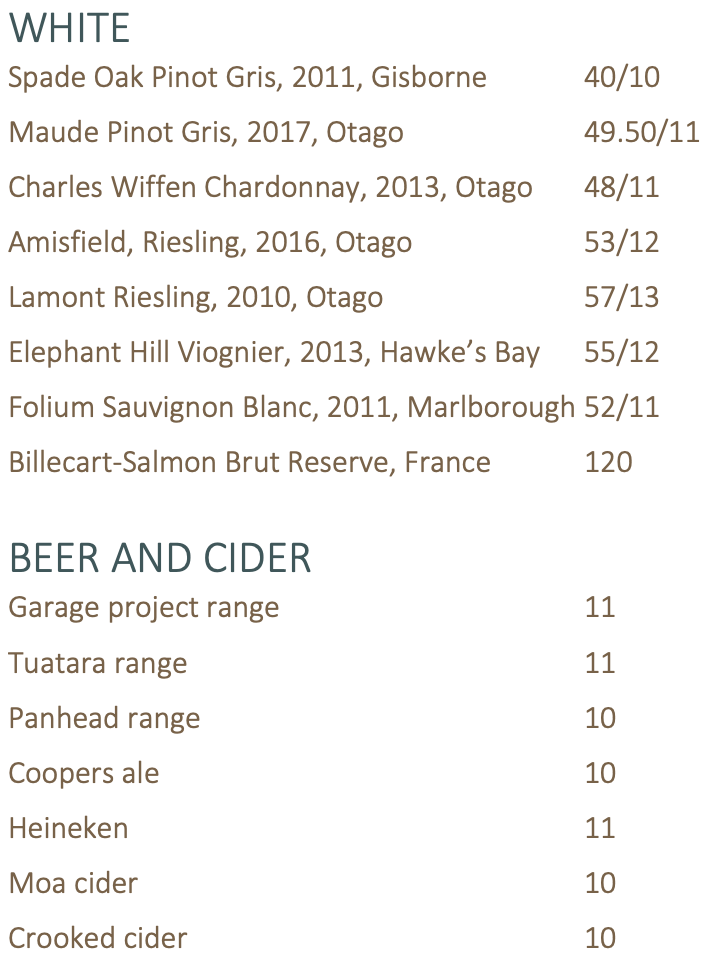 WHITE
Spade Oak Pinot Gris, 2011, Gisborne 40/10
Maude Pinot Gris, 2017, Otago 49.50/11
Charles Wiffen Chardonnay, 2013, Otago 48/11
Amisfield, Riesling, 2016, Otago 53/12
Lamont Riesling, 2010, Otago 57/13
Elephant Hill Viognier, 2013, Hawke’s Bay 55/12
Folium Sauvignon Blanc, 2011, Marlborough 52/11
Billecart-Salmon Brut Reserve, France 120
BEER AND CIDER
Garage project range 11
Tuatara range 11
Panhead range 10
Coopers ale 10
Heineken 11
Moa cider 10
Crooked cider 10